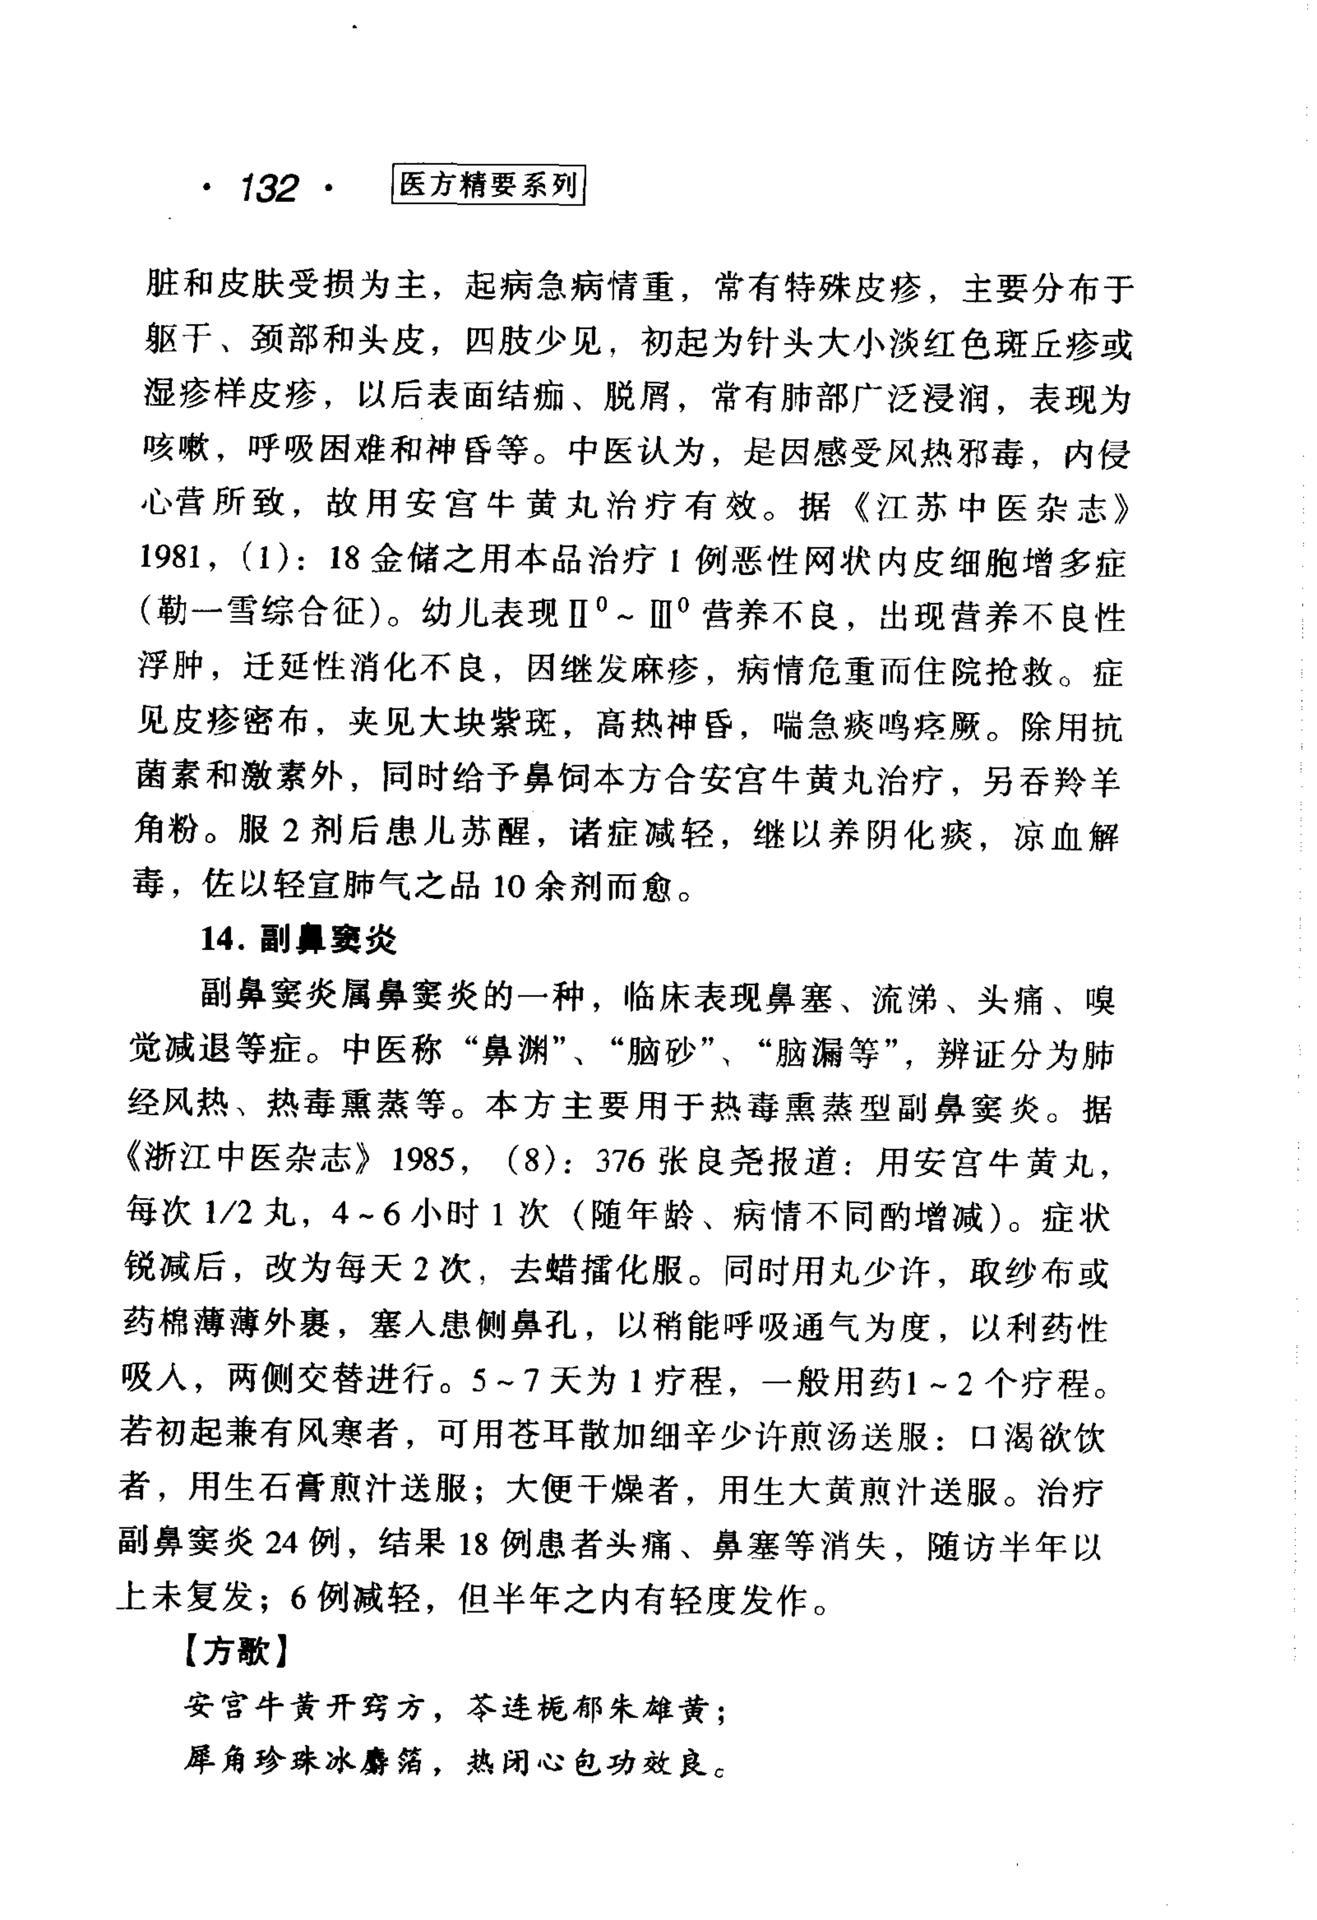 · 132 · 医方精要系列
脏和皮肤受损为主，起病急病情重，常有特殊皮疹，主要分布于
躯干、颈部和头皮，四肢少见，初起为针头大小淡红色斑丘疹或
湿疹样皮疹，以后表面结痂、脱屑，常有肺部广泛浸润，表现为
咳嗽，呼吸困难和神昏等。中医认为，是因感受风热邪毒，内侵
心营所致，故用安宫牛黄丸治疗有效。据《江苏中医杂志》
1981，(1)：18 金储之用本品治疗 1 例恶性网状内皮细胞增多症
(勒一雪综合征)。幼儿表现Ⅱ⁰~Ⅲ⁰营养不良，出现营养不良性
浮肿，迁延性消化不良，因继发麻疹，病情危重而住院抢救。症
见皮疹密布，夹见大块紫斑，高热神昏，喘急痰鸣痉厥。除用抗
菌素和激素外，同时给予鼻饲本方合安宫牛黄丸治疗，另吞羚羊
角粉。服 2 剂后患儿苏醒，诸症减轻，继以养阴化痰，凉血解
毒，佐以轻宣肺气之品 10 余剂而愈。
14. 副鼻窦炎
副鼻窦炎属鼻窦炎的一种，临床表现鼻塞、流涕、头痛、嗅
觉减退等症。中医称“鼻渊”、“脑砂”、“脑漏等”，辨证分为肺
经风热、热毒熏蒸等。本方主要用于热毒熏蒸型副鼻窦炎。据
《浙江中医杂志》1985，(8)：376 张良尧报道：用安宫牛黄丸，
每次 1/2 丸，4~6 小时 1 次（随年龄、病情不同酌增减）。症状
锐减后，改为每天 2 次，去蜡擂化服。同时用丸少许，取纱布或
药棉薄薄外裹，塞人患侧鼻孔，以稍能呼吸通气为度，以利药性
吸人，两侧交替进行。5~7 天为 1 疗程，一般用药1~2 个疗程。
若初起兼有风寒者，可用苍耳散加细辛少许煎汤送服：口渴欲饮
者，用生石膏煎汁送服；大便干燥者，用生大黄煎汁送服。治疗
副鼻窦炎 24 例，结果 18 例患者头痛、鼻塞等消失，随访半年以
上未复发；6 例减轻，但半年之内有轻度发作。
【方歌】
安宫牛黄开窍方，芩连栀郁朱雄黄；
犀角珍珠冰麝箔，热闭心包功效良。